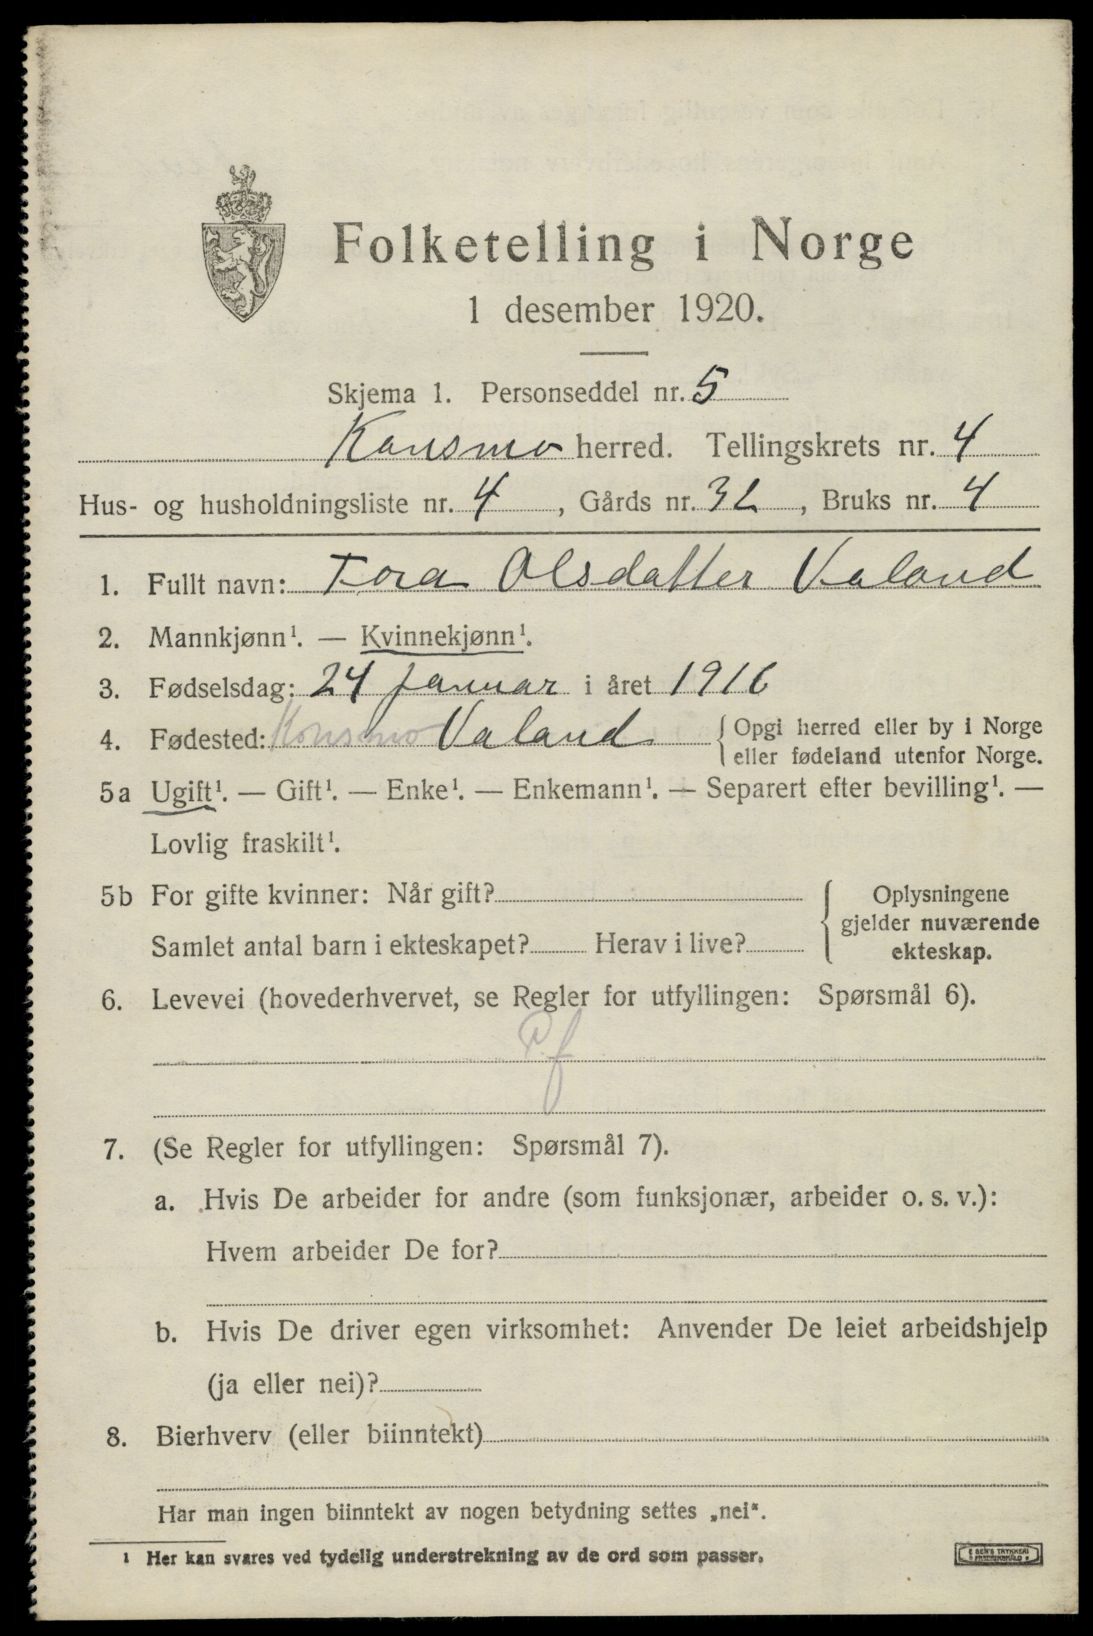 Folketelling i Norge
1 desember 1920.
Skjema 1. Personseddel nr. 5
Konsmo herred. Tellingskrets nr. 4
Hus- og husholdningsliste nr. 4, Gårds nr. 32, Bruks nr. 4
1. Fullt navn: Tora Olsdatter Valand
2. Mannkjønn¹. — Kvinnekjønn¹.
3. Fødselsdag: 24 januar i året 1916
4. Fødested: Konsmo Valand { Opgi herred eller by i Norge
eller fødeland utenfor Norge.
5a Ugift¹. — Gift¹. — Enke¹. — Enkemann¹. — Separert efter bevilling¹. —
Lovlig fraskilt¹.
5b For gifte kvinner: Når gift?
Samlet antal barn i ekteskapet? Herav i live?
{ Oplysningene
gjelder nuværende
ekteskap.
6. Levevei (hovederhvervet, se Regler for utfyllingen: Spørsmål 6).
Pf
7. (Se Regler for utfyllingen: Spørsmål 7).
a. Hvis De arbeider for andre (som funksjonær, arbeider o. s. v.):
Hvem arbeider De for?
b. Hvis De driver egen virksomhet: Anvender De leiet arbeidshjelp
(ja eller nei)?
8. Bierhverv (eller biinntekt)
Har man ingen biinntekt av nogen betydning settes „nei".
¹ Her kan svares ved tydelig understrekning av de ord som passer.